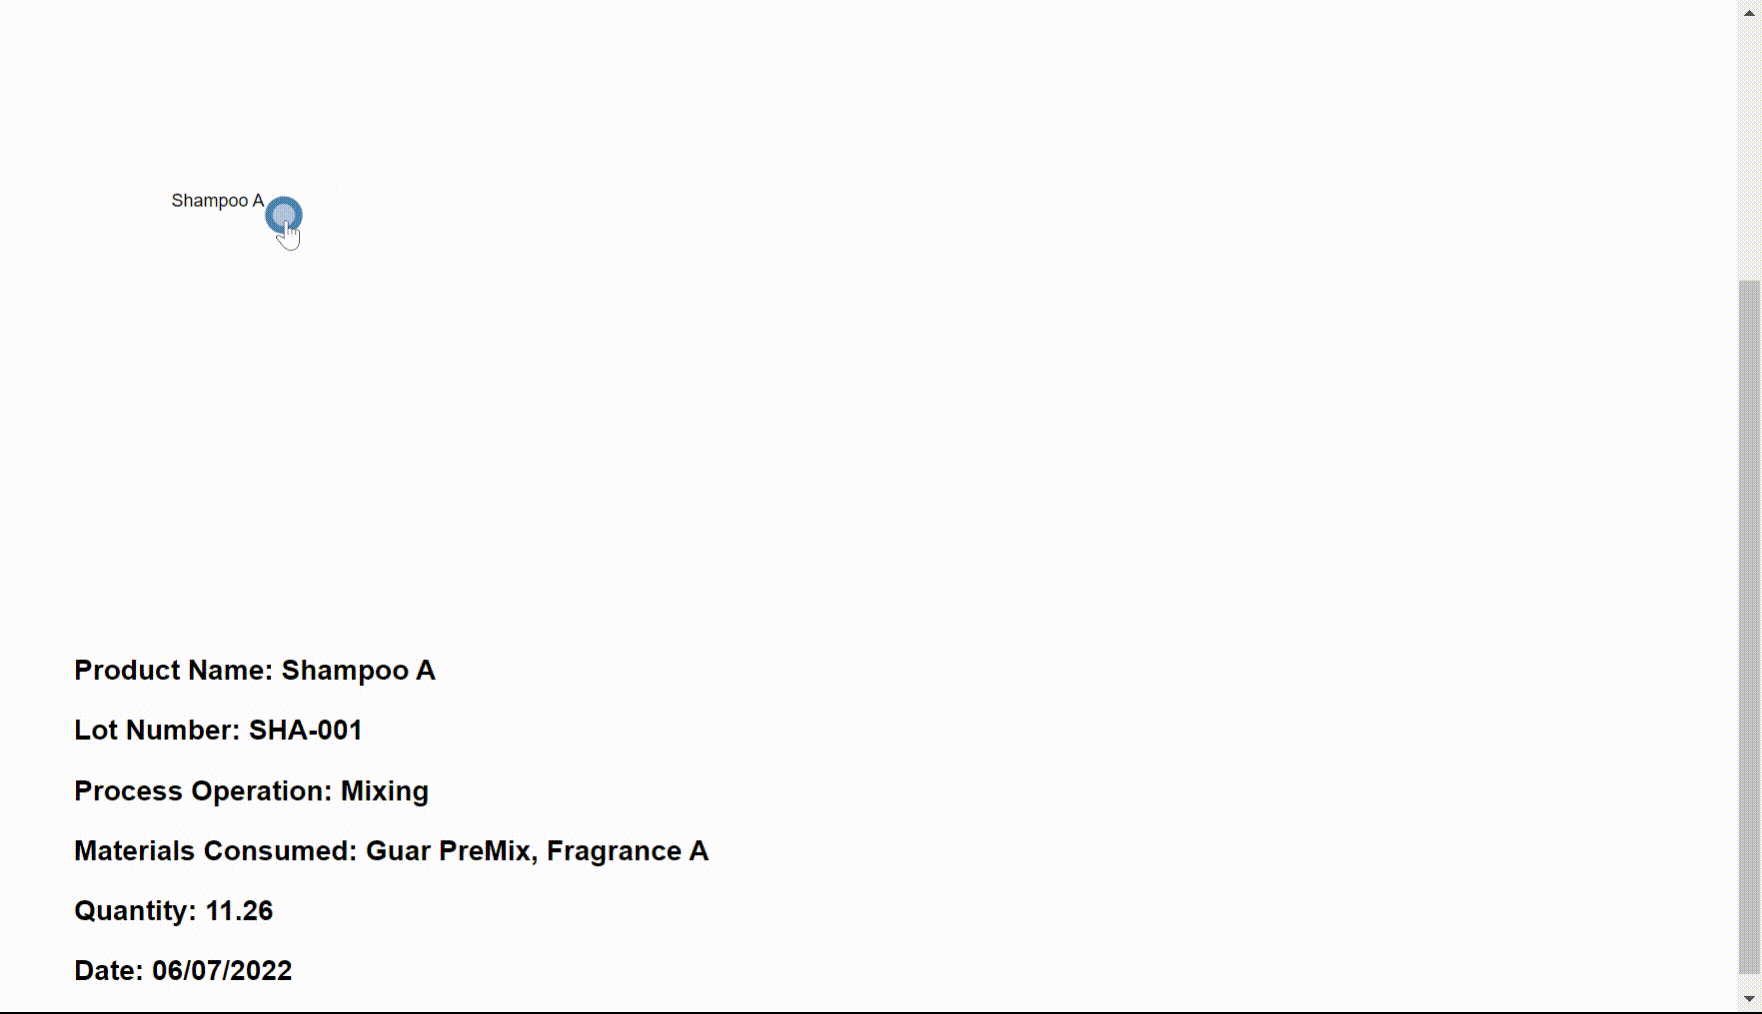 Shampoo A
Product Name: Shampoo A
Lot Number: SHA-001
Process Operation: Mixing
Materials Consumed: Guar PreMix, Fragrance A
Quantity: 11.26
Date: 06/07/2022